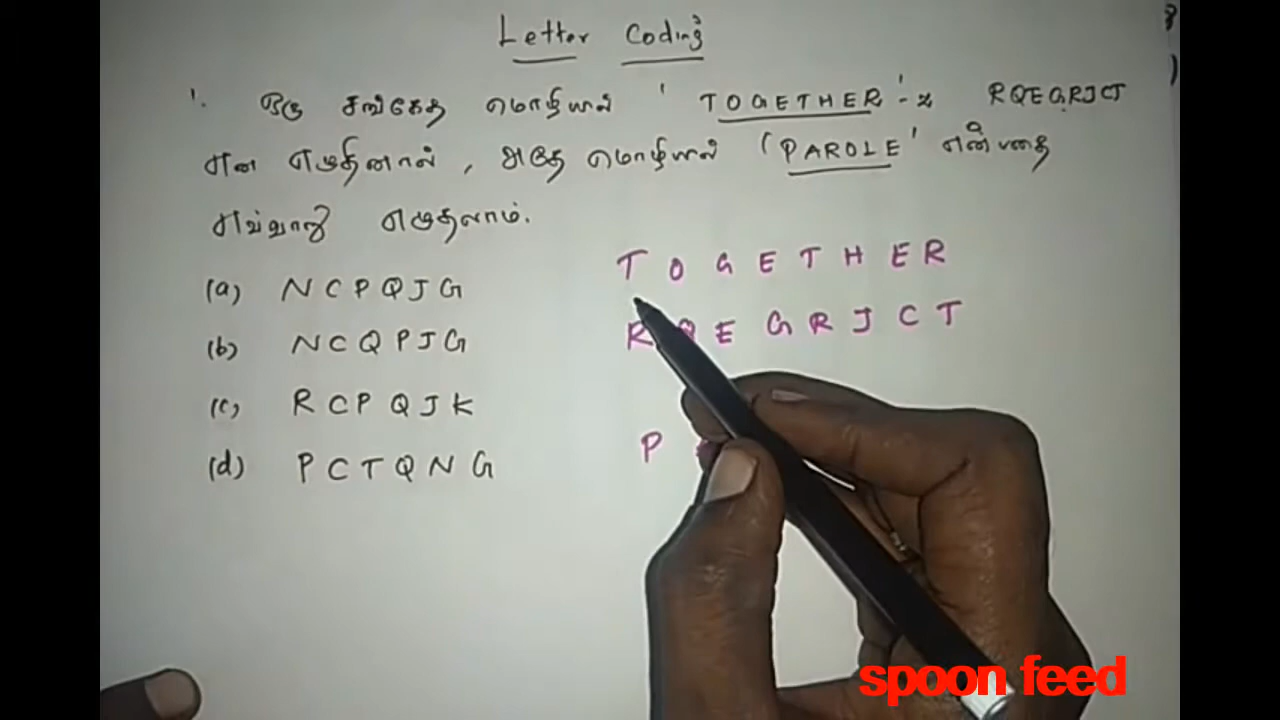 Letter Coding
1. ஒரு சங்கேத மொழியில் 'TOGETHER'-ஐ RQEGRJCT
என எழுதினால், அதே மொழியில் 'PAROLE' என்பதை
எவ்வாறு எழுதலாம்.
(a) NCPQJG
(b) NCQPJG
(c) RCPQJK
(d) PCTQNG
T O G E T H E R
R Q E G R J C T
P
spoon feed